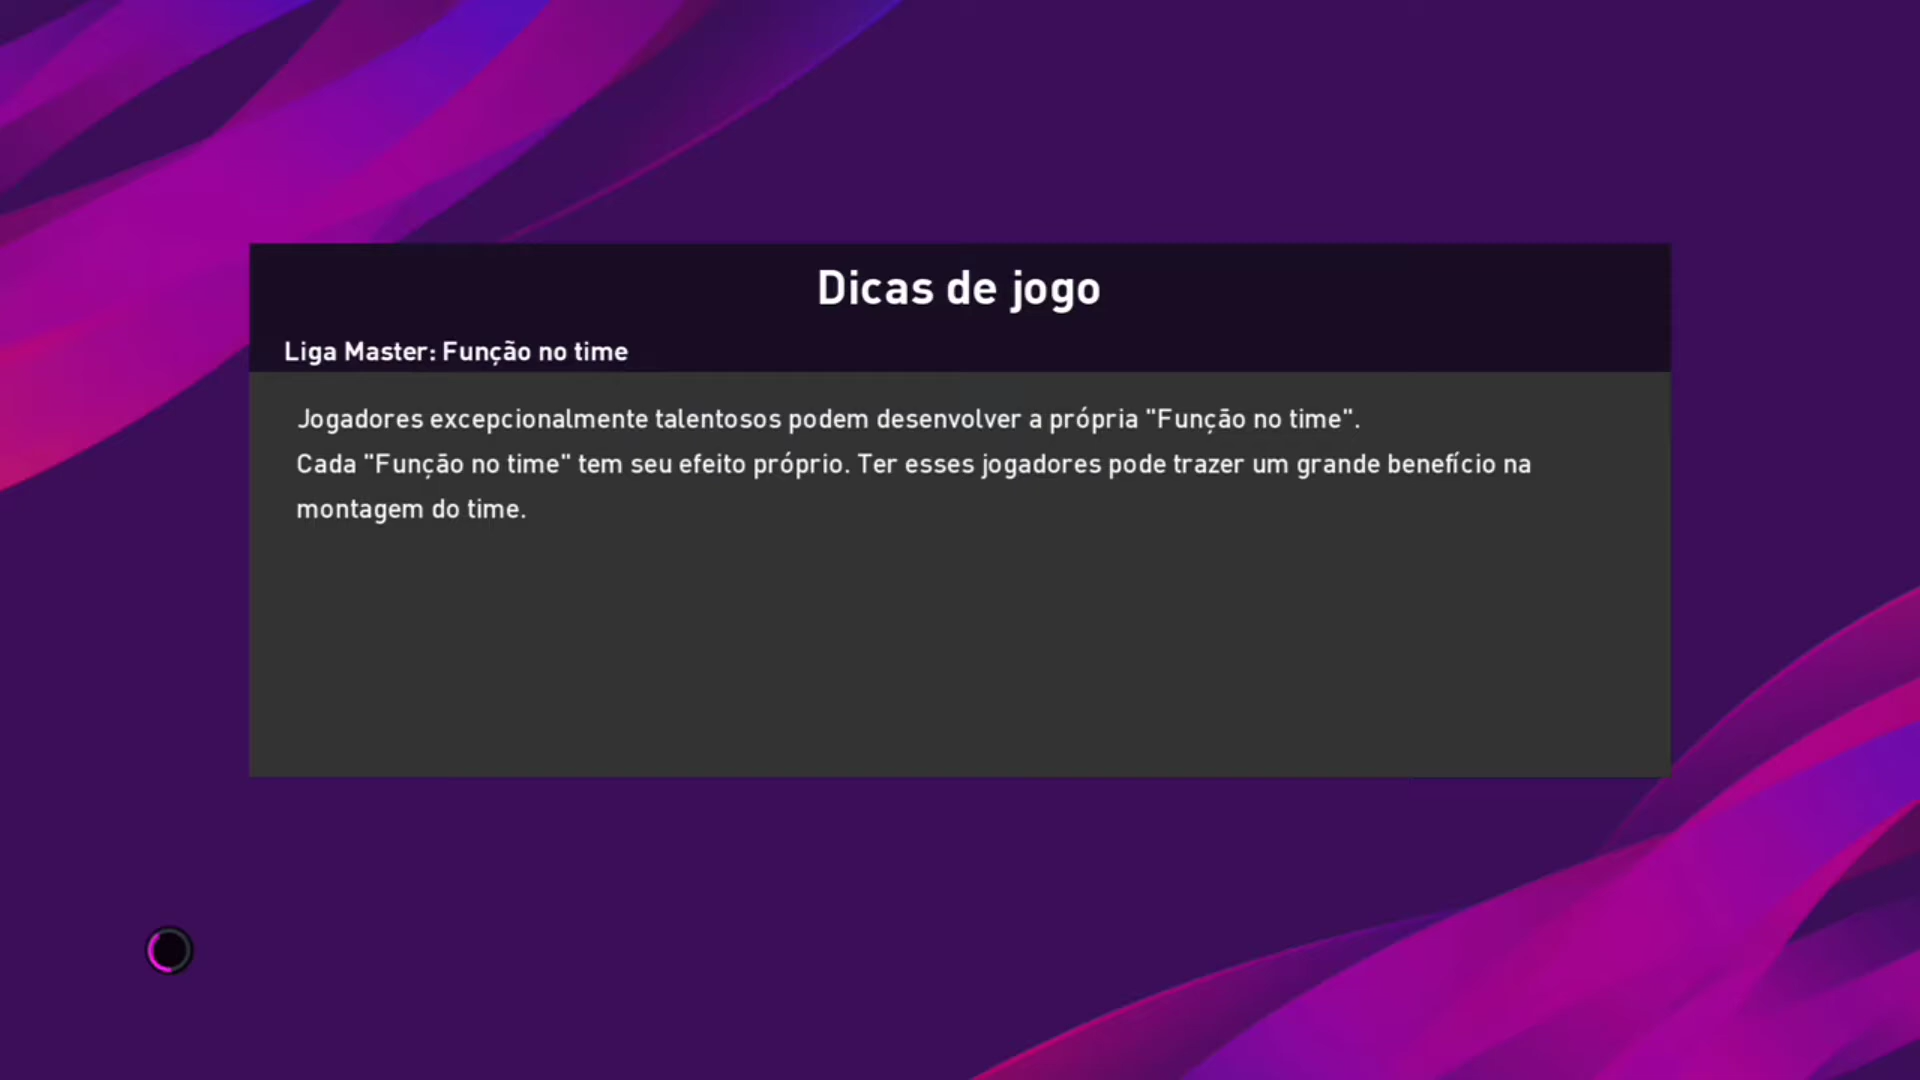 Dicas de jogo
Liga Master: Função no time
Jogadores excepcionalmente talentosos podem desenvolver a própria "Função no time".
Cada "Função no time" tem seu efeito próprio. Ter esses jogadores pode trazer um grande benefício na
montagem do time.